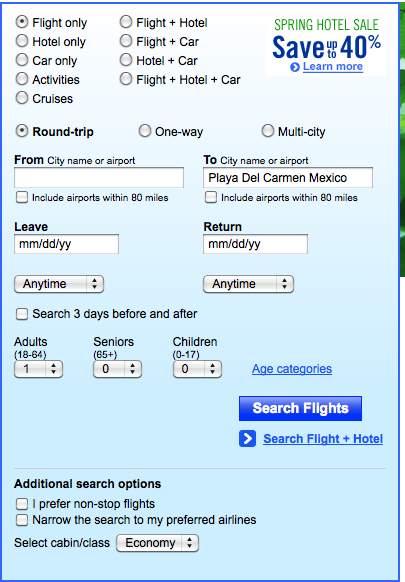 Flight only Flight + Hotel
Hotel only Flight + Car
Car only Hotel + Car
Activities Flight + Hotel + Car
Cruises
SPRING HOTEL SALE
Save up to 40%
Learn more
Round-trip One-way Multi-city
From City name or airport
To City name or airport
Playa Del Carmen Mexico
Include airports within 80 miles Include airports within 80 miles
Leave Return
mm/dd/yy mm/dd/yy
Anytime Anytime
Search 3 days before and after
Adults Seniors Children
(18-64) (65+) (0-17)
1 0 0 Age categories
Search Flights
Search Flight + Hotel
Additional search options
I prefer non-stop flights
Narrow the search to my preferred airlines
Select cabin/class Economy